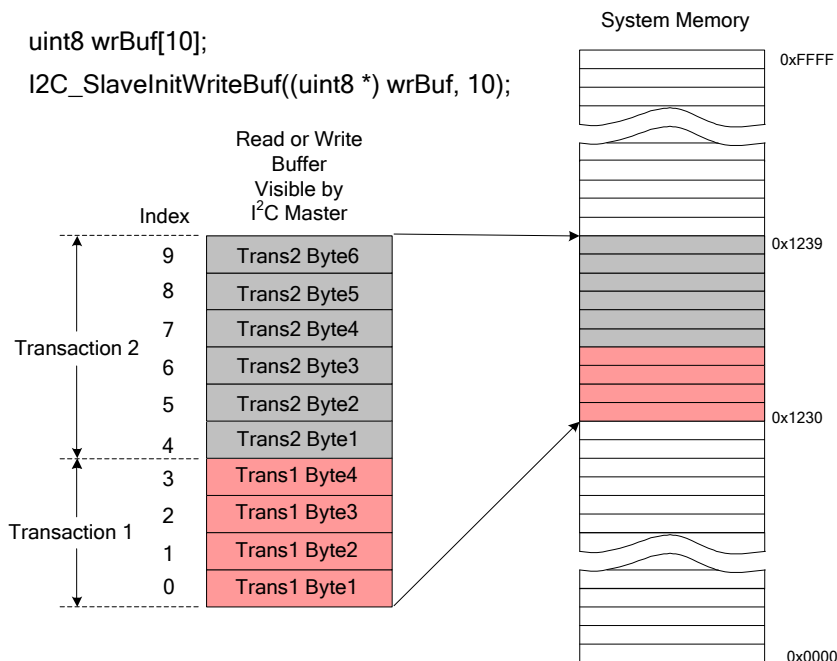 uint8 wrBuf[10];
I2C_SlaveInitWriteBuf((uint8 *) wrBuf, 10);
System Memory
0xFFFF
Read or Write
Buffer
Visible by
I²C Master
Index
9 Trans2 Byte6
8 Trans2 Byte5
7 Trans2 Byte4
6 Trans2 Byte3
5 Trans2 Byte2
4 Trans2 Byte1
3 Trans1 Byte4
2 Trans1 Byte3
1 Trans1 Byte2
0 Trans1 Byte1
Transaction 2
Transaction 1
0x1239
0x1230
0x0000